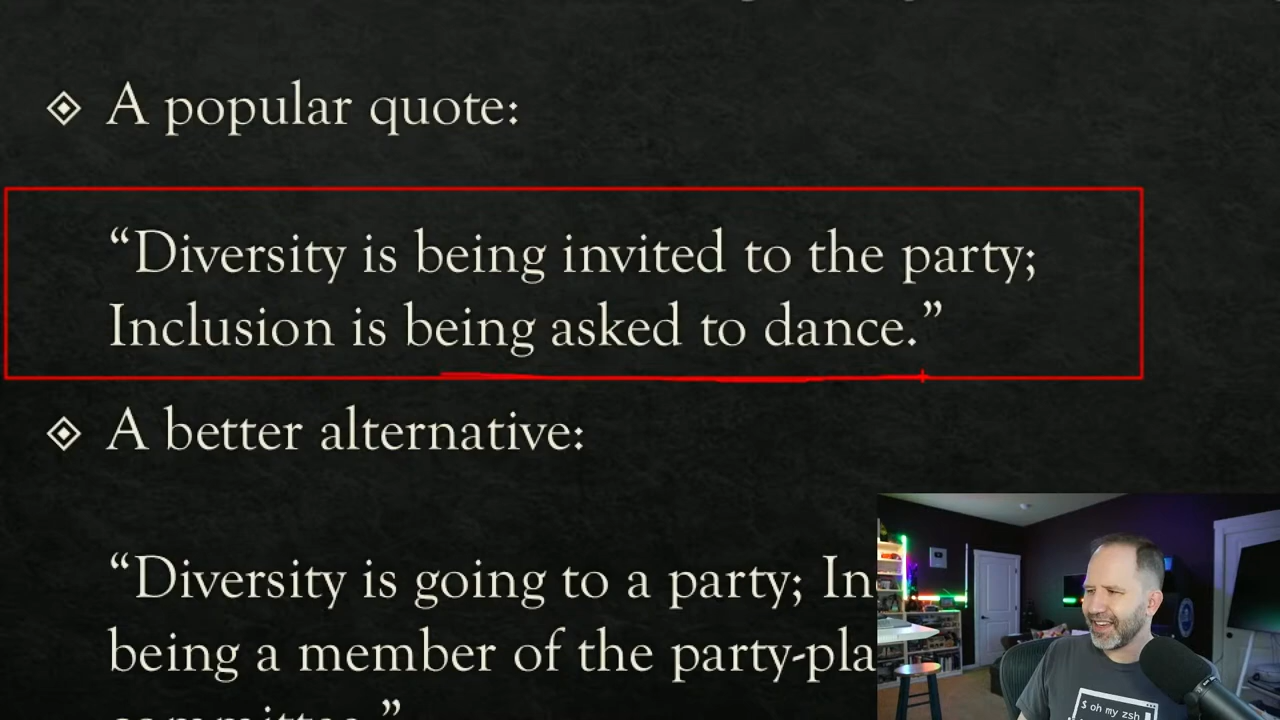 A popular quote:
“Diversity is being invited to the party;
Inclusion is being asked to dance.”
A better alternative:
“Diversity is going to a party; In
being a member of the party-pla
committee.”
$ oh my zsh